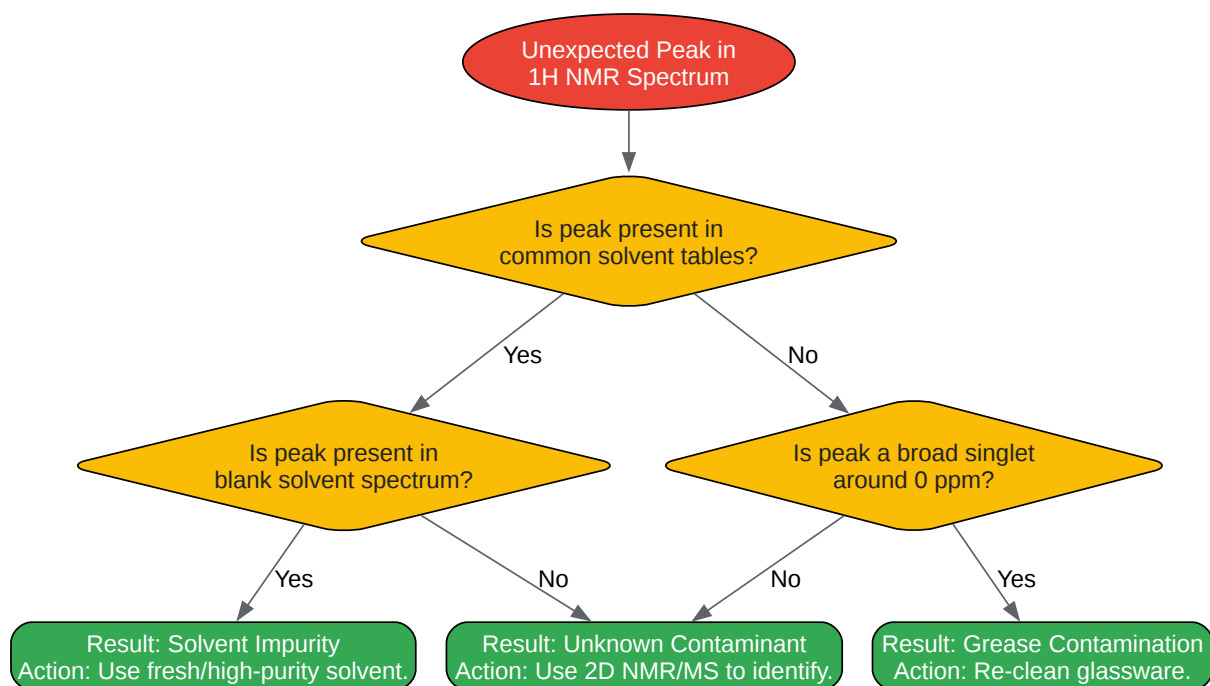 Unexpected Peak in
1H NMR Spectrum
Is peak present in
common solvent tables?
Yes
No
Is peak present in
blank solvent spectrum?
Is peak a broad singlet
around 0 ppm?
Yes
No
No
Yes
Result: Solvent Impurity
Action: Use fresh/high-purity solvent.
Result: Unknown Contaminant
Action: Use 2D NMR/MS to identify.
Result: Grease Contamination
Action: Re-clean glassware.